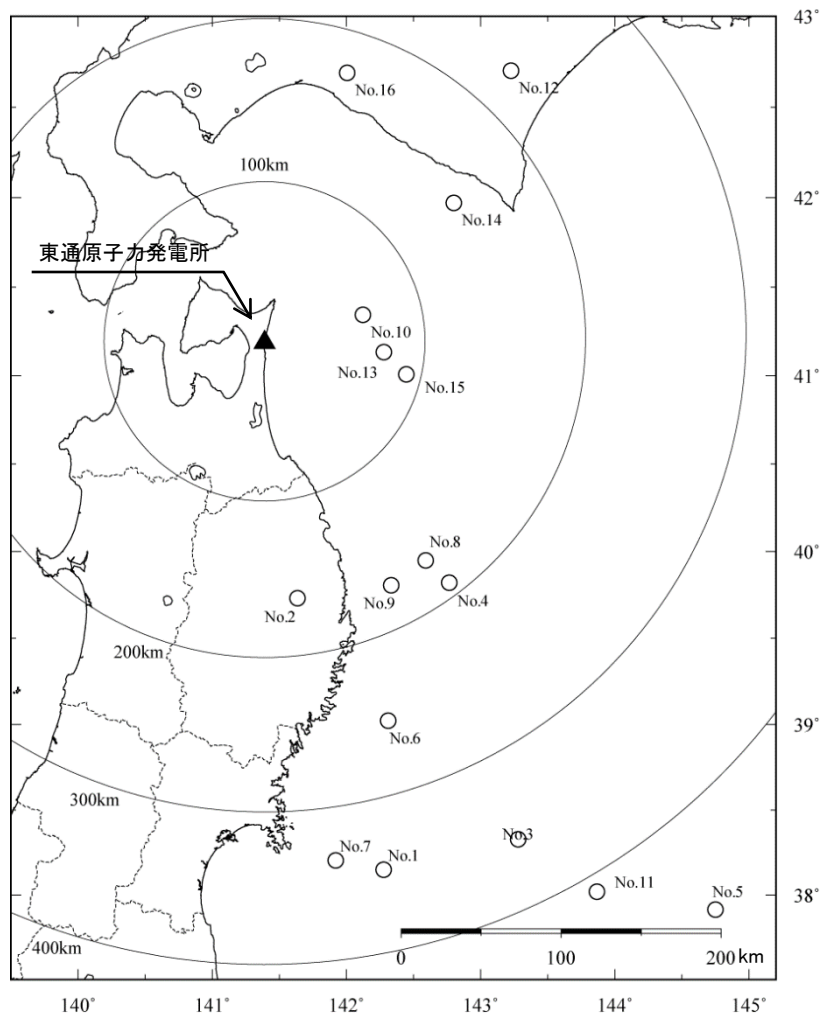 43˚
No.16
No.12
100km
42˚
No.14
東通原子力発電所
No.10
No.13
No.15
41˚
No.8
40˚
No.9
No.4
No.2
200km
No.6
39˚
300km
No.3
No.7
No.1
No.11
No.5
38˚
400km
0
100
200
km
140˚
141˚
142˚
143˚
144˚
145˚